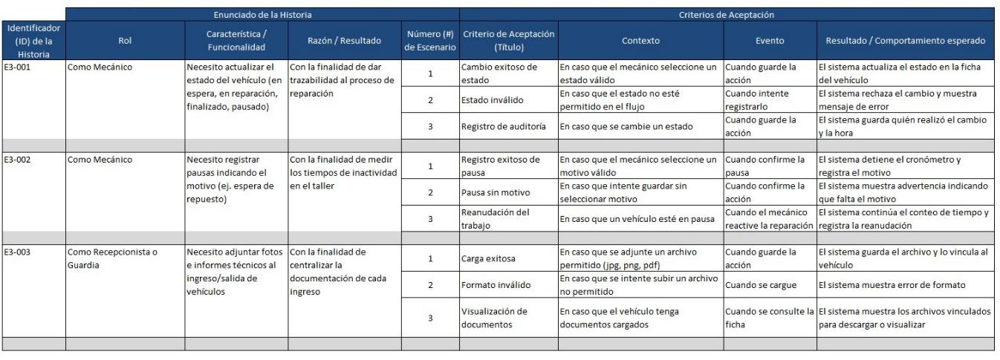 Enunciado de la Historia
Criterios de Aceptación
Identificador
(ID) de la
Historia
Rol
Característica /
Funcionalidad
Razón / Resultado
Número (#)
de Escenario
Criterio de Aceptación
(Título)
Contexto
Evento
Resultado / Comportamiento esperado
E3-001
Como Mecánico
Necesito actualizar el
estado del vehículo (en
espera, en reparación,
finalizado, pausado)
Con la finalidad de dar
trazabilidad al proceso de
reparación
1
Cambio exitoso de
estado
En caso que el mecánico seleccione un
estado válido
Cuando guarde la
acción
El sistema actualiza el estado en la ficha
del vehículo
2
Estado inválido
En caso que el estado no esté
permitido en el flujo
Cuando intente
registrarlo
El sistema rechaza el cambio y muestra
mensaje de error
3
Registro de auditoría
En caso que se cambie un estado
Cuando guarde la
acción
El sistema guarda quién realizó el cambio
y la hora
E3-002
Como Mecánico
Necesito registrar
pausas indicando el
motivo (ej. espera de
repuesto)
Con la finalidad de medir
los tiempos de inactividad
en el taller
1
Registro exitoso de
pausa
En caso que el mecánico seleccione un
motivo válido
Cuando confirme la
pausa
El sistema detiene el cronómetro y
registra el motivo
2
Pausa sin motivo
En caso que intente guardar sin
seleccionar motivo
Cuando confirme la
acción
El sistema muestra advertencia indicando
que falta el motivo
3
Reanudación del
trabajo
En caso que un vehículo esté en pausa
Cuando el mecánico
reactive la reparación
El sistema continúa el conteo de tiempo y
registra la reanudación
E3-003
Como Recepcionista o
Guardia
Necesito adjuntar fotos
e informes técnicos al
ingreso/salida de
vehículos
Con la finalidad de
centralizar la
documentación de cada
ingreso
1
Carga exitosa
En caso que se adjunte un archivo
permitido (jpg, png, pdf)
Cuando guarde la
acción
El sistema guarda el archivo y lo vincula al
vehículo
2
Formato inválido
En caso que se intente subir un archivo
no permitido
Cuando se cargue
El sistema muestra error de formato
3
Visualización de
documentos
En caso que el vehículo tenga
documentos cargados
Cuando se consulte la
ficha
El sistema muestra los archivos vinculados
para descargar o visualizar